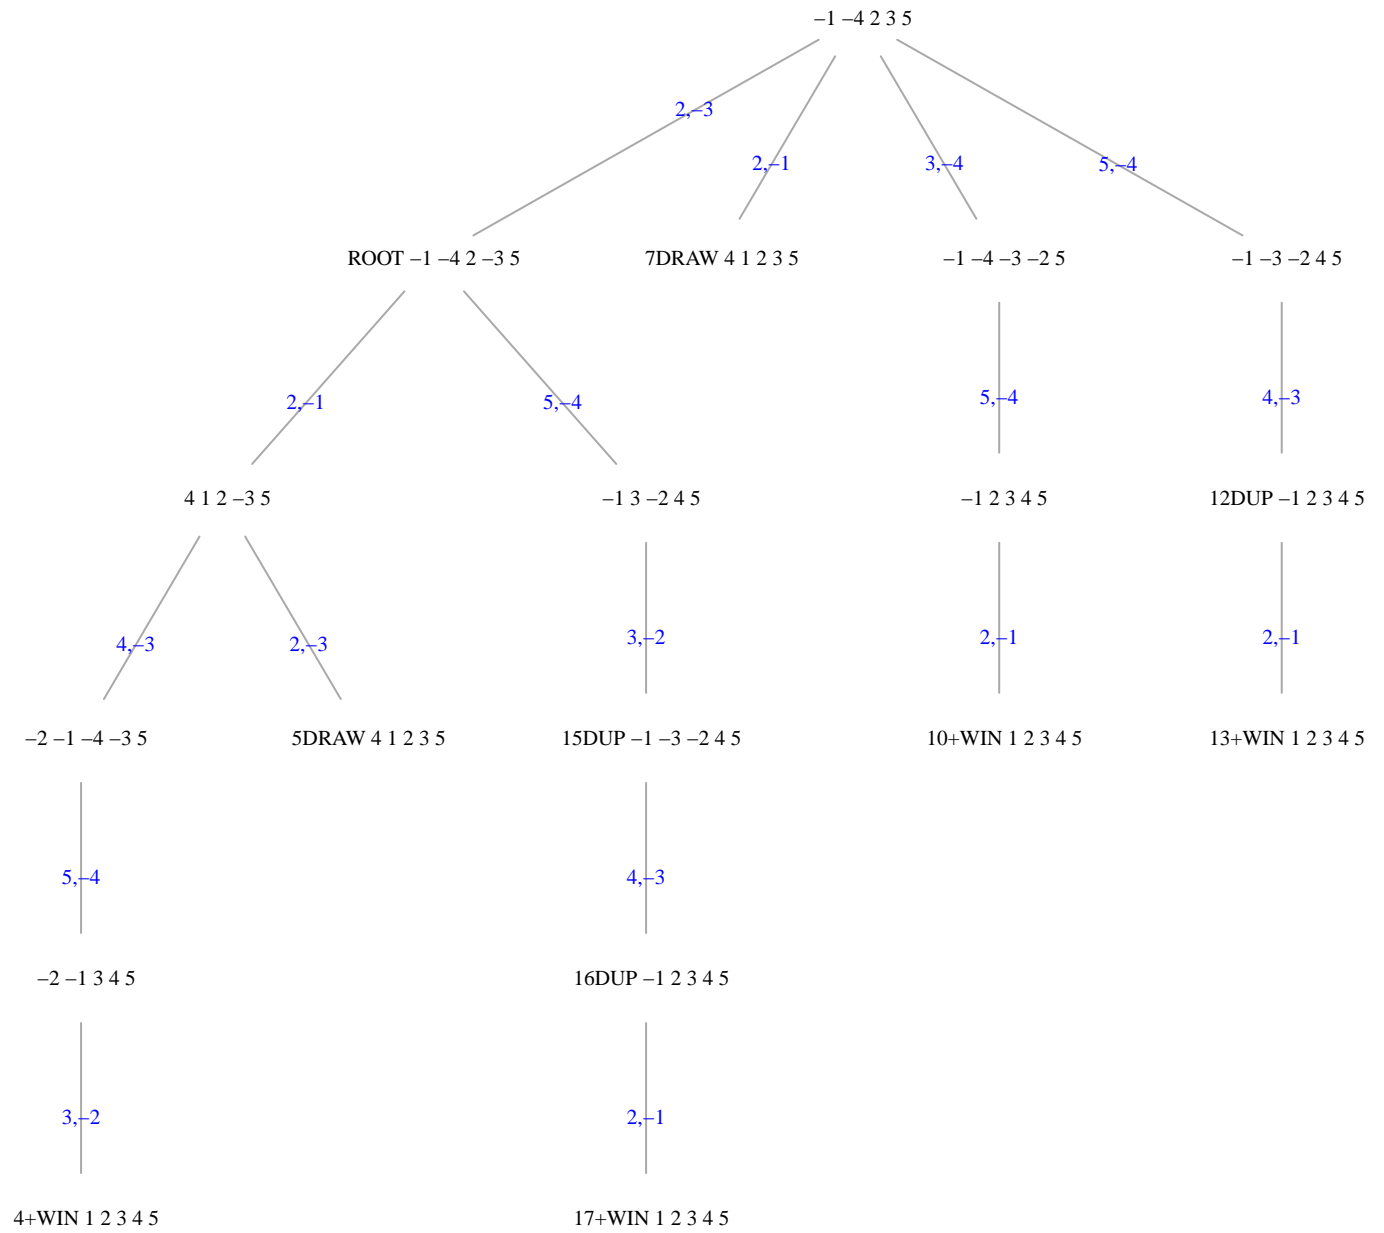 –1 –4 2 3 5
2,–3
2,–1
3,–4
5,–4
ROOT –1 –4 2 –3 5
7DRAW 4 1 2 3 5
–1 –4 –3 –2 5
–1 –3 –2 4 5
2,–1
5,–4
5,–4
4,–3
4 1 2 –3 5
–1 3 –2 4 5
–1 2 3 4 5
12DUP –1 2 3 4 5
4,–3
2,–3
3,–2
2,–1
2,–1
–2 –1 –4 –3 5
5DRAW 4 1 2 3 5
15DUP –1 –3 –2 4 5
10+WIN 1 2 3 4 5
13+WIN 1 2 3 4 5
5,–4
4,–3
–2 –1 3 4 5
16DUP –1 2 3 4 5
3,–2
2,–1
4+WIN 1 2 3 4 5
17+WIN 1 2 3 4 5